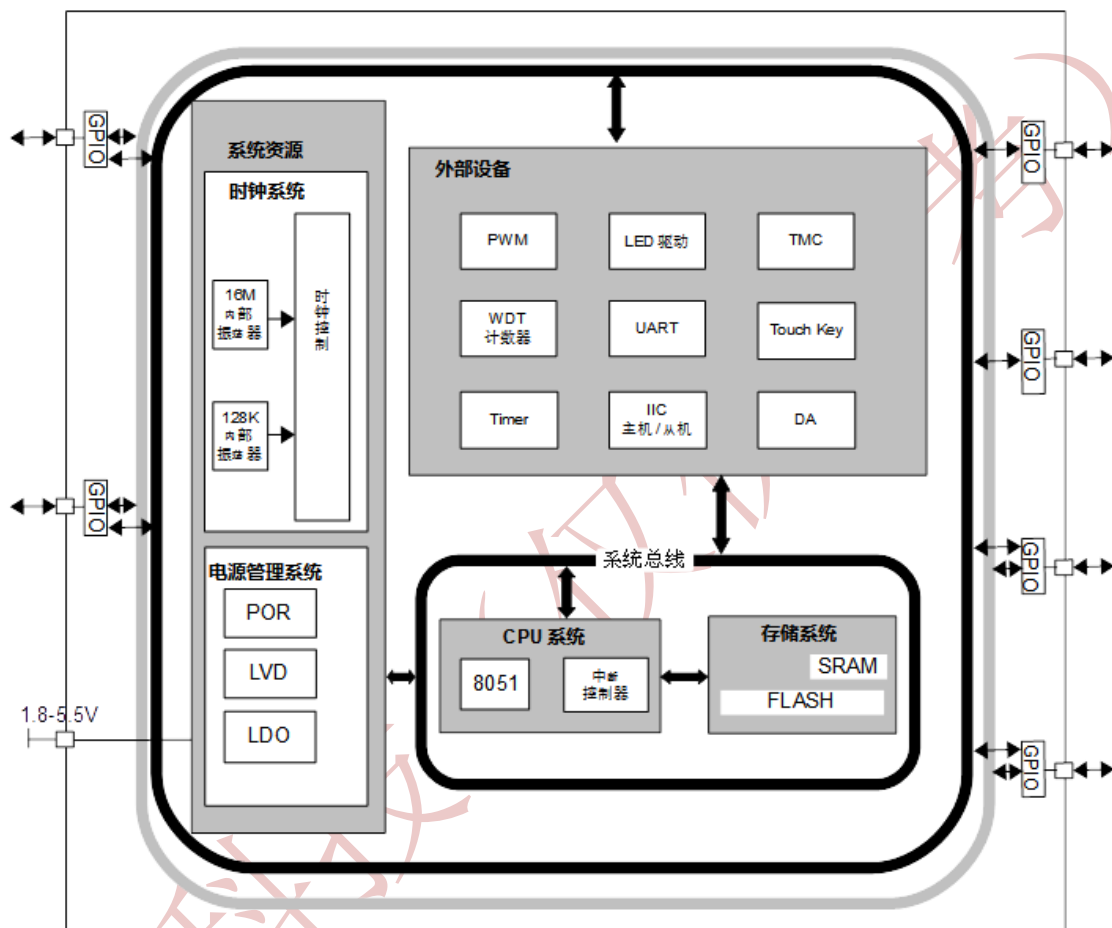 GPIO
GPIO
系统资源
时钟系统
16M
内部
振荡器
128K
内部
振荡器
时钟控制
电源管理系统
POR
LVD
LDO
1.8-5.5V
外部设备
PWM
LED 驱动
TMC
WDT
计数器
UART
Touch Key
Timer
IIC
主机 / 从机
DA
系统总线
CPU 系统
8051
中断
控制器
存储系统
SRAM
FLASH
GPIO
GPIO
GPIO
GPIO